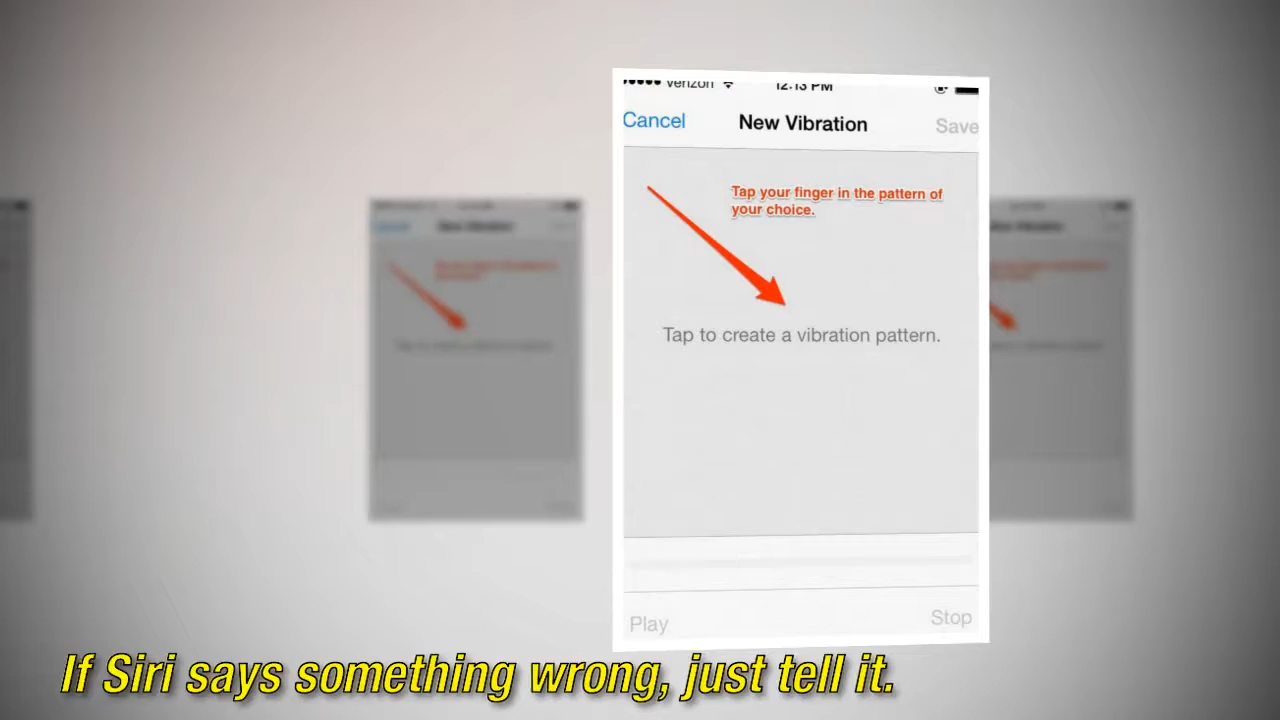 verizon 12:13 PM
Cancel New Vibration Save
Tap your finger in the pattern of
your choice.
Tap to create a vibration pattern.
Play Stop
If Siri says something wrong, just tell it.